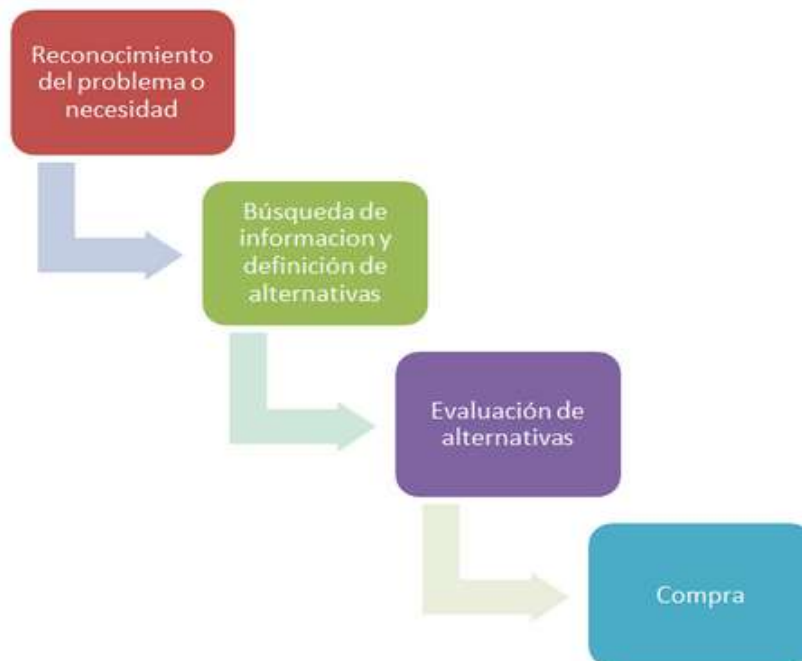 Reconocimiento
del problema o
necesidad
Búsqueda de
informacion y
definición de
alternativas
Evaluación de
alternativas
Compra